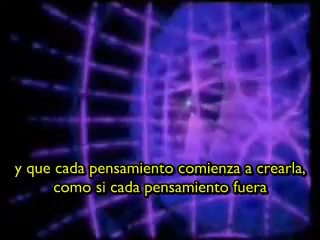 y que cada pensamiento comienza a crearla,
como si cada pensamiento fuera